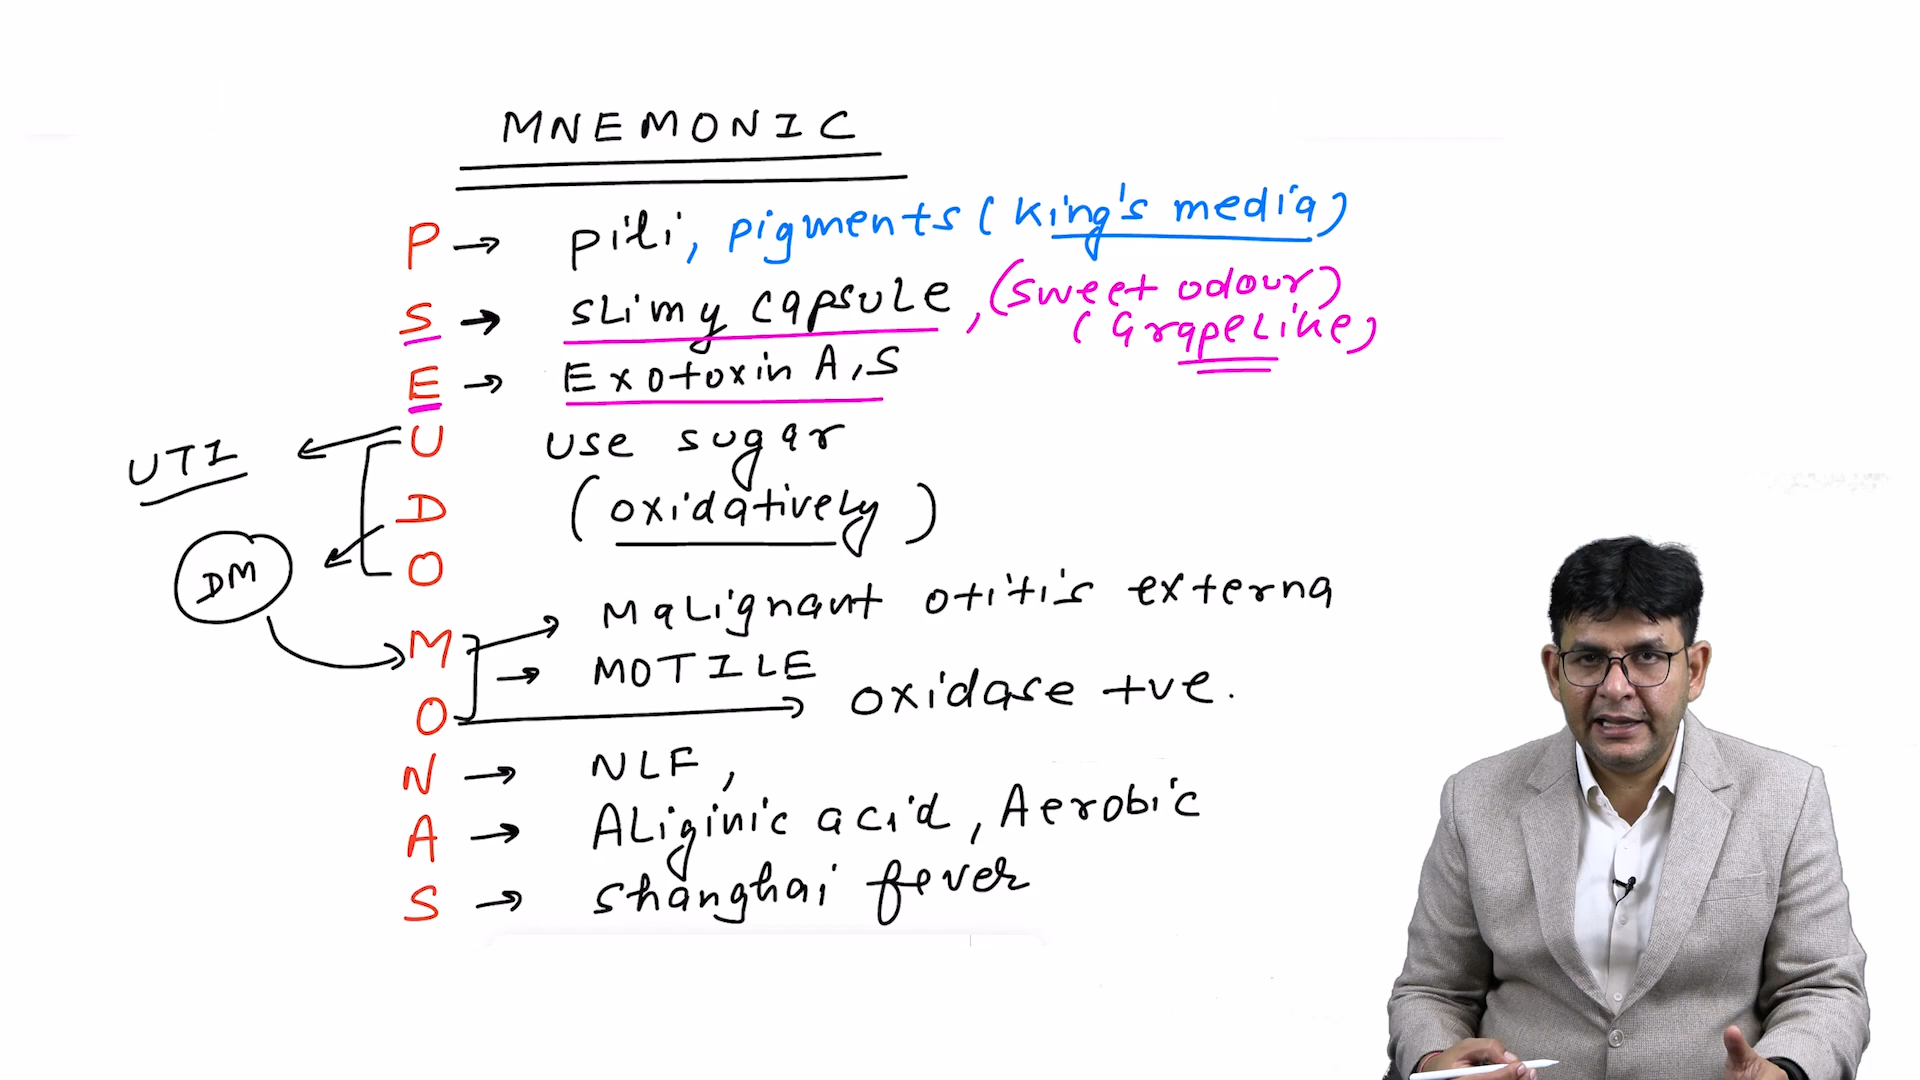 MNEMONIC
P → pili, pigments (King's media)
S → slimy capsule, (sweet odour)
(Grapelike)
E → Exotoxin A, S
U use sugar
UTI
D (oxidatively)
O
DM
M → Malignant otitis externa
→ MOTILE
O → oxidase +ve.
N → NLF,
A → ALiginic acid, Aerobic
S → shanghai fever